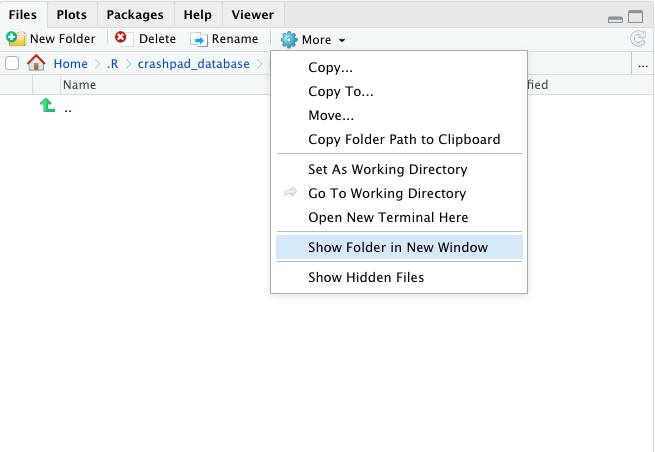 Files Plots Packages Help Viewer
New Folder Delete Rename More
Home .R crashpad_database ...
Name
..
Copy...
Copy To...
Move...
Copy Folder Path to Clipboard
Set As Working Directory
Go To Working Directory
Open New Terminal Here
Show Folder in New Window
Show Hidden Files